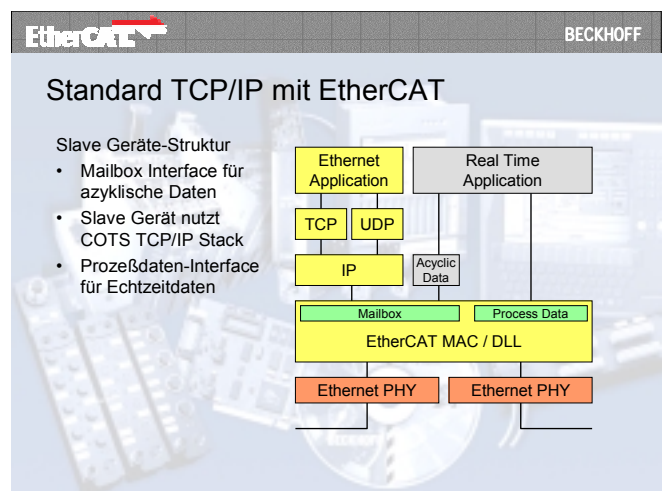 EtherCAT
BECKHOFF
Standard TCP/IP mit EtherCAT
Slave Geräte-Struktur
• Mailbox Interface für
azyklische Daten
• Slave Gerät nutzt
COTS TCP/IP Stack
• Prozeßdaten-Interface
für Echtzeitdaten
Ethernet
Application
Real Time
Application
TCP
UDP
IP
Acyclic
Data
Mailbox
Process Data
EtherCAT MAC / DLL
Ethernet PHY
Ethernet PHY